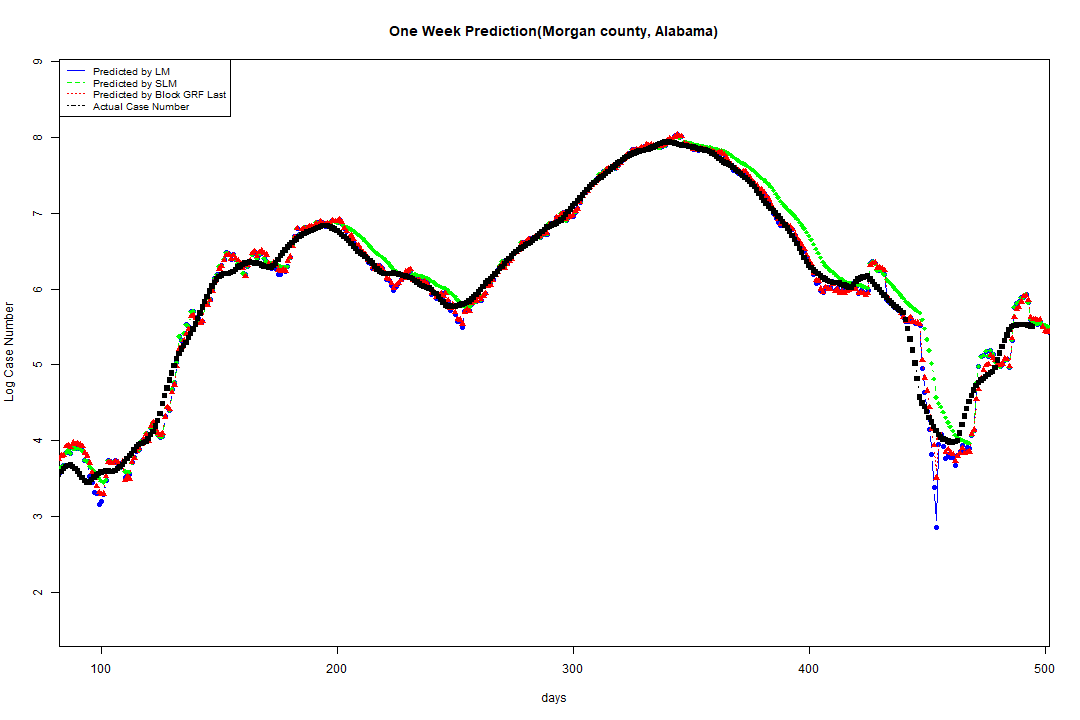 One Week Prediction(Morgan county, Alabama)
Predicted by LM
Predicted by SLM
Predicted by Block GRF Last
Actual Case Number
9
8
7
6
5
4
3
2
Log Case Number
100 200 300 400 500
days